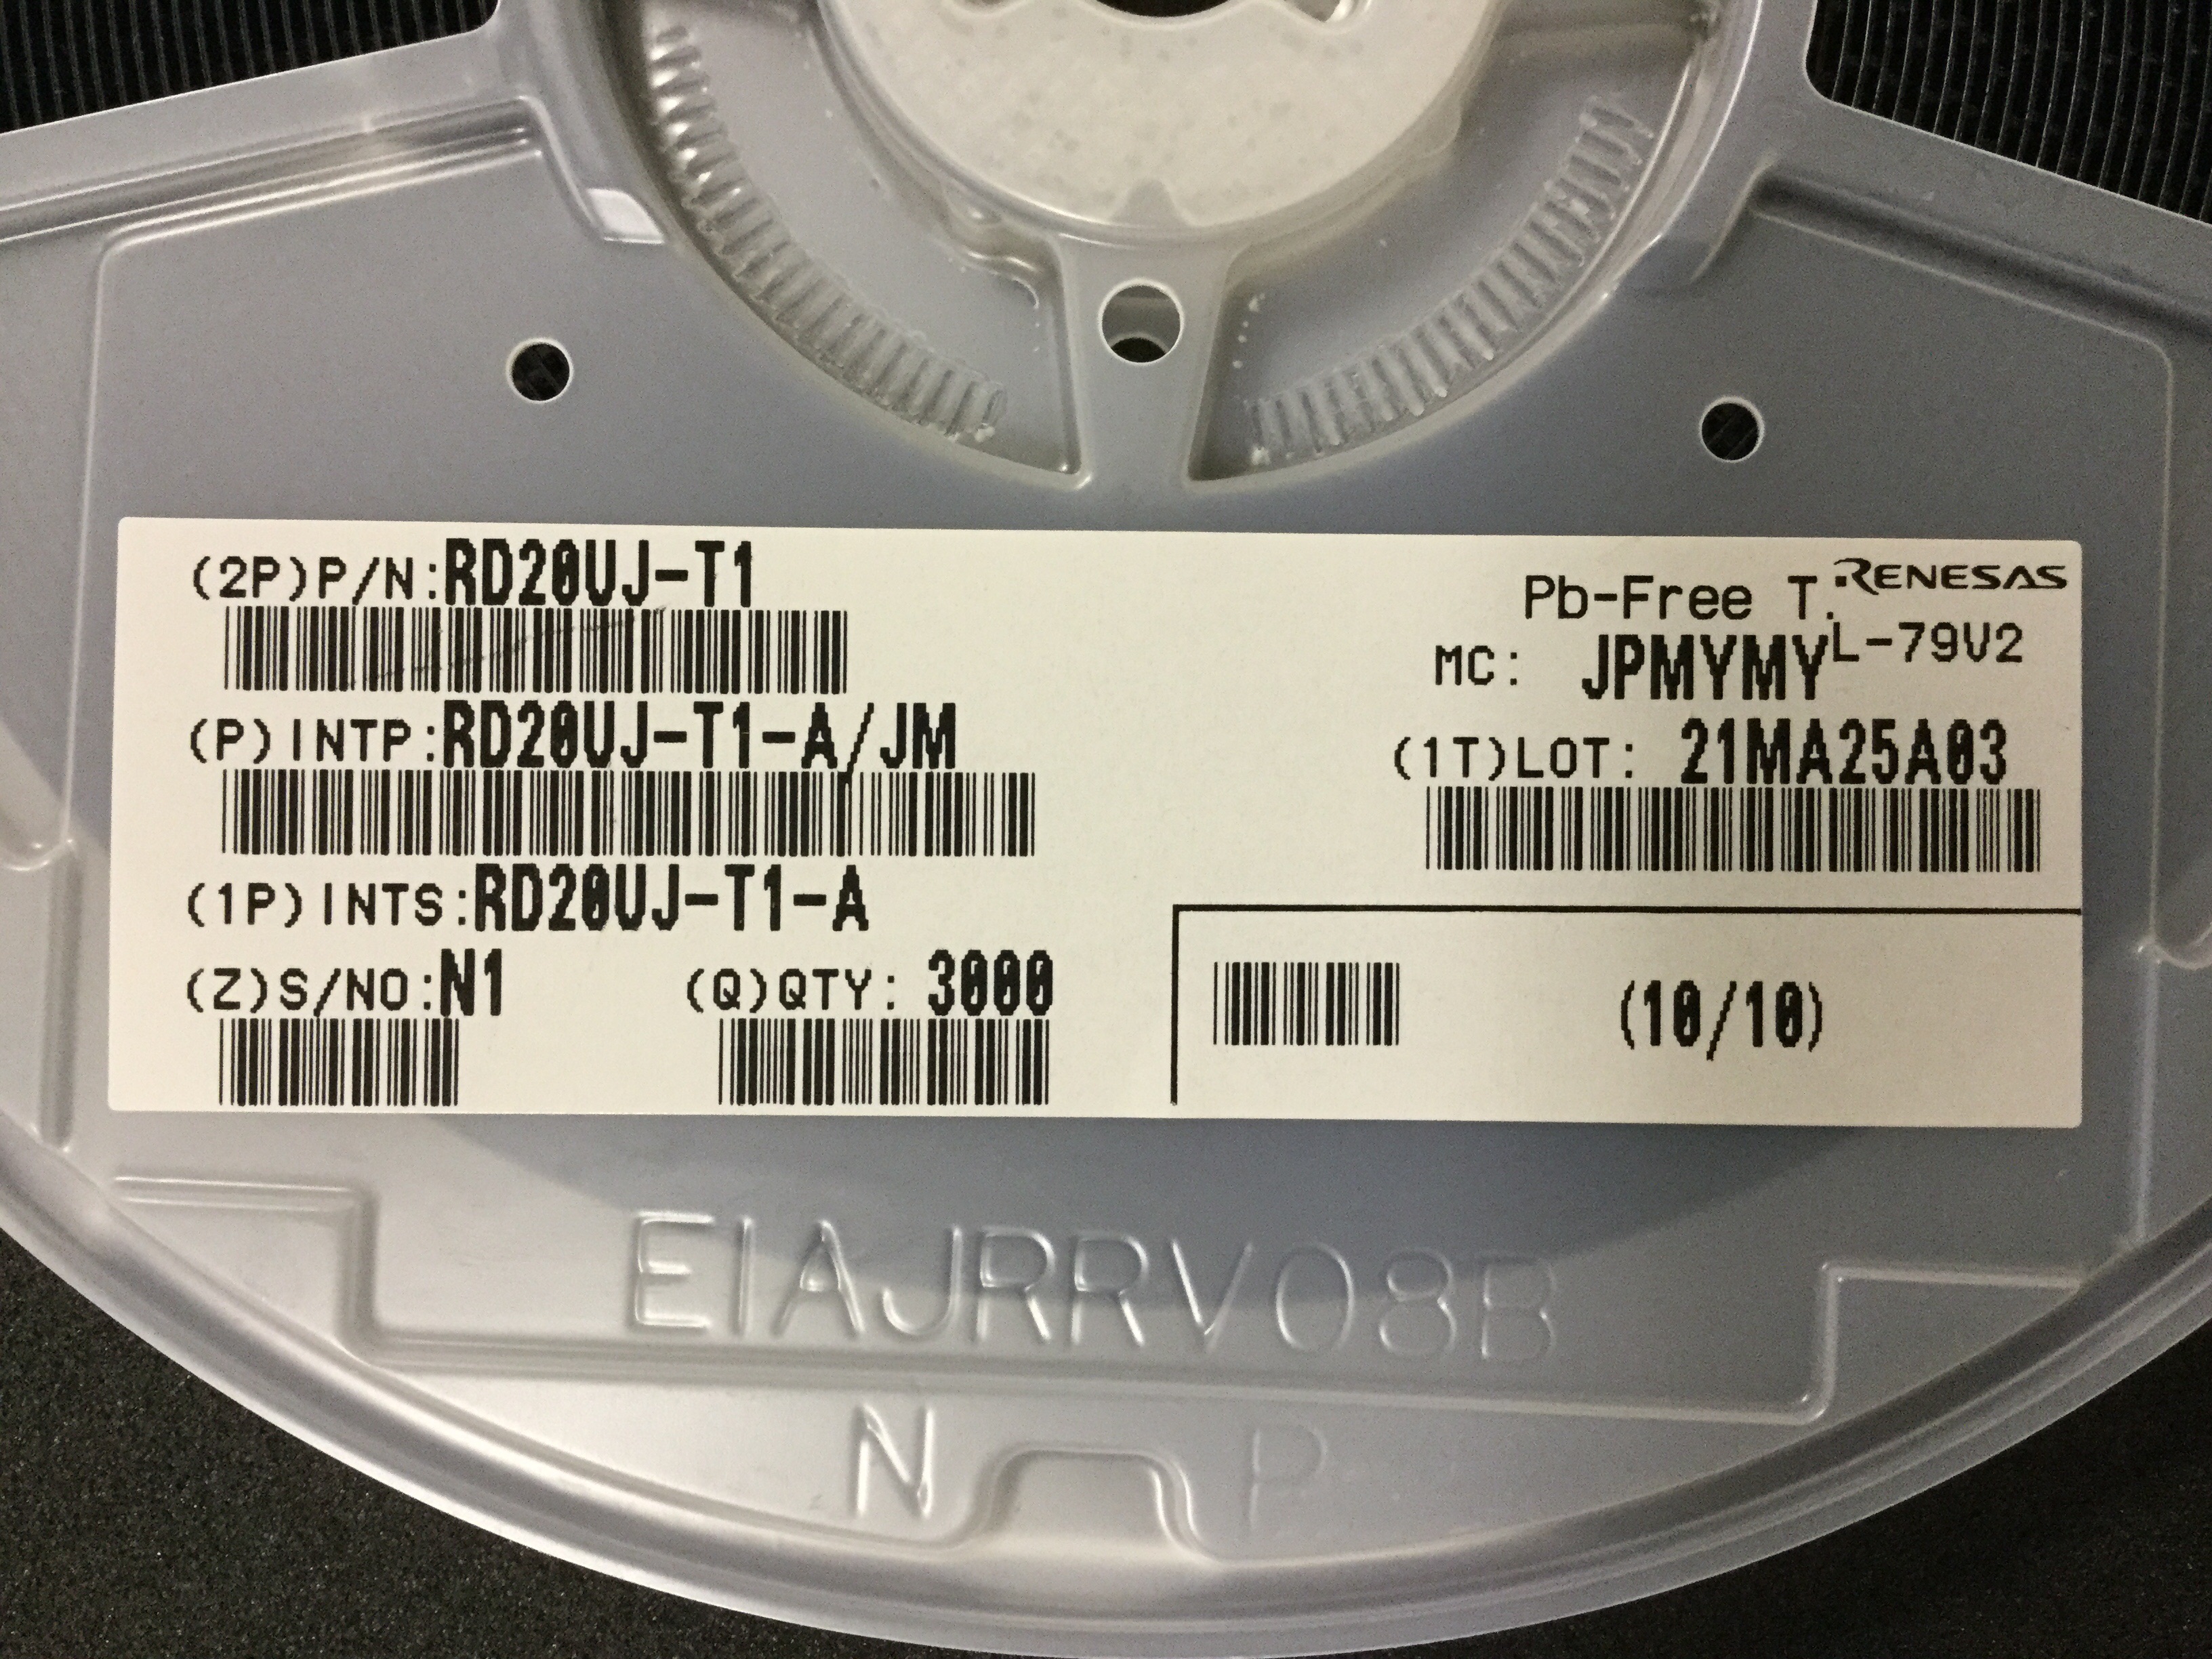 (2P)P/N:RD20UJ-T1
(P)INTP:RD20UJ-T1-A/JM
(1P)INTS:RD20UJ-T1-A
(Z)S/NO:N1
(Q)QTY: 3000
RENESAS
Pb-Free T.
L-79V2
MC: JPMYMY
(1T)LOT: 21MA25A03
(10/10)
EIAJRRV08B
N P